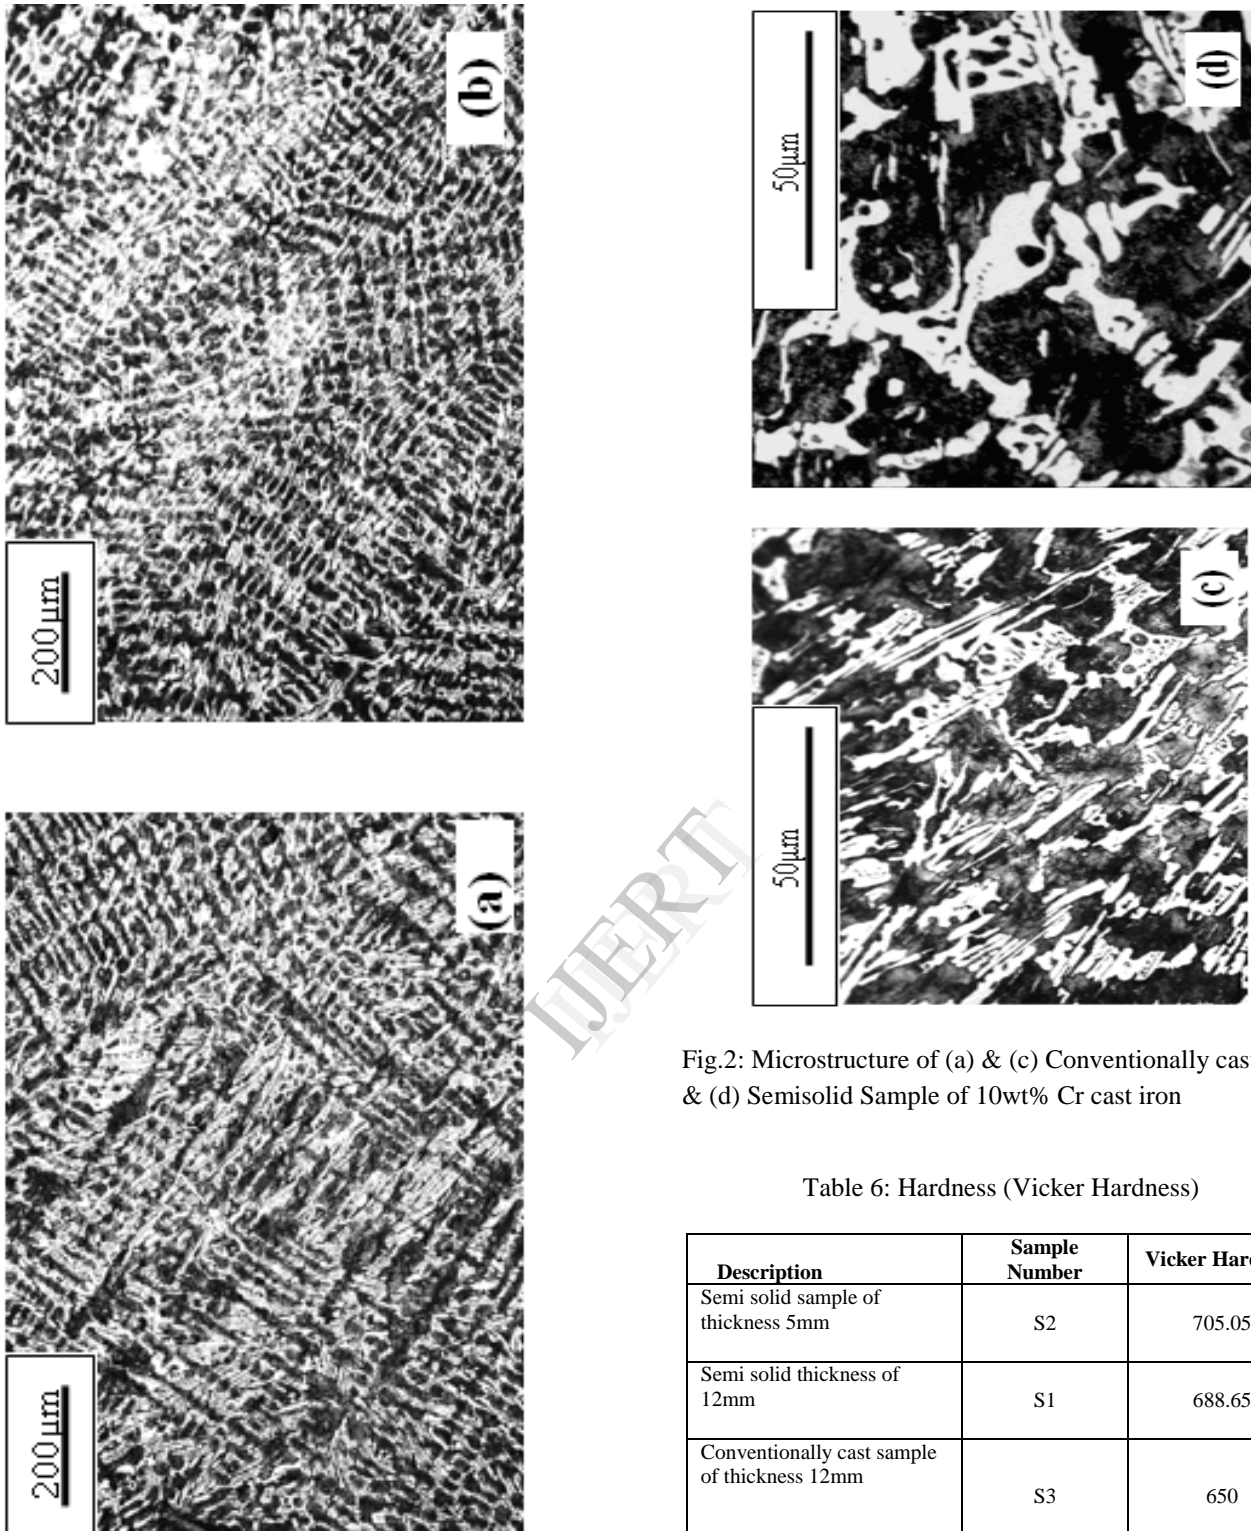 (b)
200µm
(a)
200µm
IJERT
(d)
50µm
(c)
50µm
Fig.2: Microstructure of (a) & (c) Conventionally cas
& (d) Semisolid Sample of 10wt% Cr cast iron
Table 6: Hardness (Vicker Hardness)
Description
Sample
Number
Vicker Har
Semi solid sample of
thickness 5mm
S2
705.05
Semi solid thickness of
12mm
S1
688.65
Conventionally cast sample
of thickness 12mm
S3
650